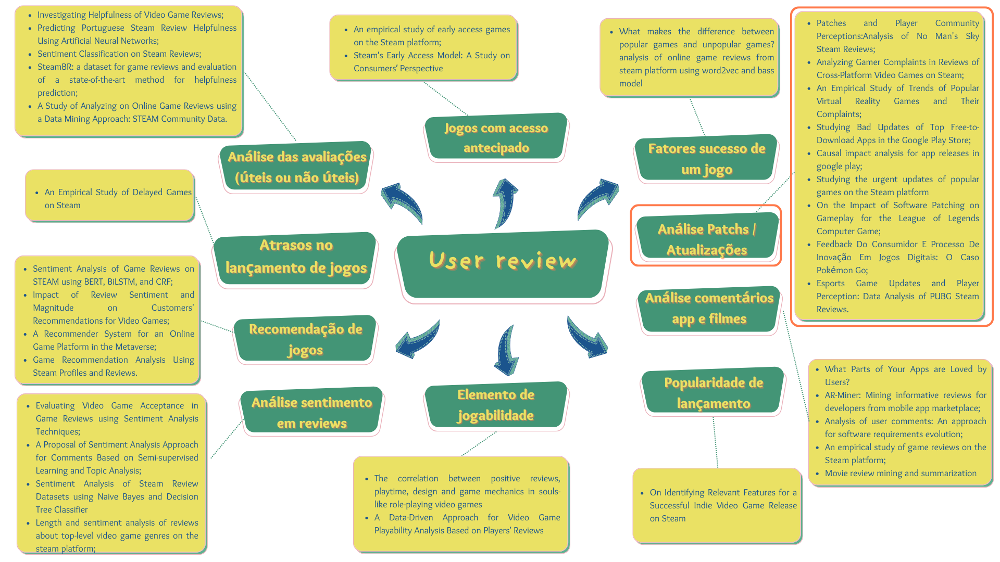 • Investigating Helpfulness of Video Game Reviews;
• Predicting Portuguese Steam Review Helpfulness
Using Artificial Neural Networks;
• Sentiment Classification on Steam Reviews;
• SteamBR: a dataset for game reviews and evaluation
of a state-of-the-art method for helpfulness
prediction;
• A Study of Analyzing on Online Game Reviews using
a Data Mining Approach: STEAM Community Data.
• An empirical study of early access games
on the Steam platform;
• Steam's Early Access Model: A Study on
Consumers' Perspective
• What makes the difference between
popular games and unpopular games?
analysis of online game reviews from
steam platform using word2vec and bass
model
• Patches and Player Community
Perceptions:Analysis of No Man's Sky
Steam Reviews;
• Analyzing Gamer Complaints in Reviews of
Cross-Platform Video Games on Steam;
• An Empirical Study of Trends of Popular
Virtual Reality Games and Their
Complaints;
• Studying Bad Updates of Top Free-to-
Download Apps in the Google Play Store;
• Causal impact analysis for app releases in
google play;
• Studying the urgent updates of popular
games on the Steam platform
• On the Impact of Software Patching on
Gameplay for the League of Legends
Computer Game;
• Feedback Do Consumidor E Processo De
Inovação Em Jogos Digitais: O Caso
Pokémon Go;
• Esports Game Updates and Player
Perception: Data Analysis of PUBG Steam
Reviews.
Análise das avaliações
(úteis ou não úteis)
Jogos com acesso
antecipado
Fatores sucesso de
um jogo
• An Empirical Study of Delayed Games
on Steam
Atrasos no
lançamento de jogos
User review
Análise Patchs /
Atualizações
• Sentiment Analysis of Game Reviews on
STEAM using BERT, BiLSTM, and CRF;
• Impact of Review Sentiment and
Magnitude on Customers'
Recommendations for Video Games;
• A Recommender System for an Online
Game Platform in the Metaverse;
• Game Recommendation Analysis Using
Steam Profiles and Reviews.
Recomendação de
jogos
Análise comentários
app e filmes
• What Parts of Your Apps are Loved by
Users?
• AR-Miner: Mining informative reviews for
developers from mobile app marketplace;
• Analysis of user comments: An approach
for software requirements evolution;
• An empirical study of game reviews on the
Steam platform;
• Movie review mining and summarization
Análise sentimento
em reviews
Elemento de
jogabilidade
Popularidade de
lançamento
• Evaluating Video Game Acceptance in
Game Reviews using Sentiment Analysis
Techniques;
• A Proposal of Sentiment Analysis Approach
for Comments Based on Semi-supervised
Learning and Topic Analysis;
• Sentiment Analysis of Steam Review
Datasets using Naive Bayes and Decision
Tree Classifier
• Length and sentiment analysis of reviews
about top-level video game genres on the
steam platform;
• The correlation between positive reviews,
playtime, design and game mechanics in souls-
like role-playing video games
• A Data-Driven Approach for Video Game
Playability Analysis Based on Players' Reviews
• On Identifying Relevant Features for a
Successful Indie Video Game Release
on Steam